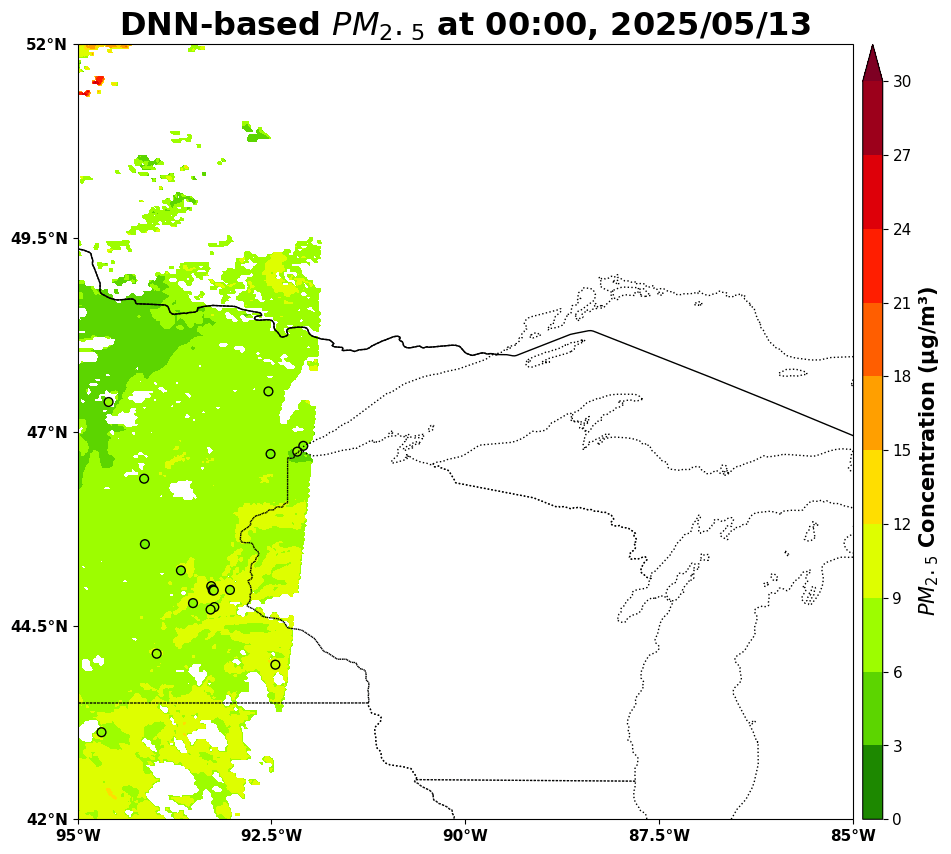 DNN-based PM2.5 at 00:00, 2025/05/13
52°N
49.5°N
47°N
44.5°N
42°N
95°W
92.5°W
90°W
87.5°W
85°W
30
27
24
21
18
15
12
9
6
3
0
PM2.5 Concentration (μg/m³)